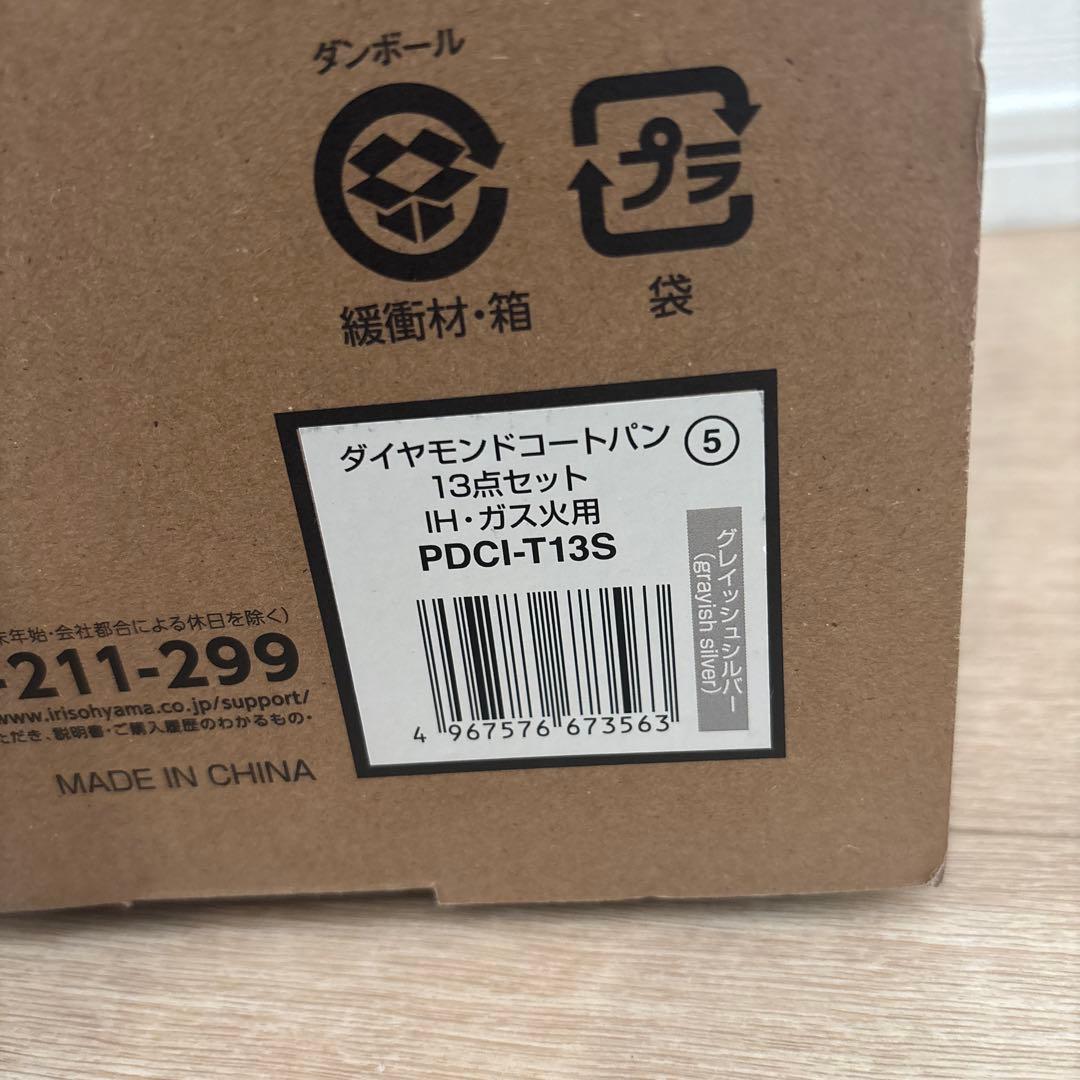 ダンボール
プラ
緩衝材・箱
袋
ダイヤモンドコートパン ⑤
13点セット
IH・ガス火用
PDCI-T13S
グレイッシュシルバー
(grayish silver)
4 967576 673563
末年始・会社都合による休日を除く)
-211-299
www.irisohyama.co.jp/support/
ただき、説明書・ご購入履歴のわかるもの・
MADE IN CHINA